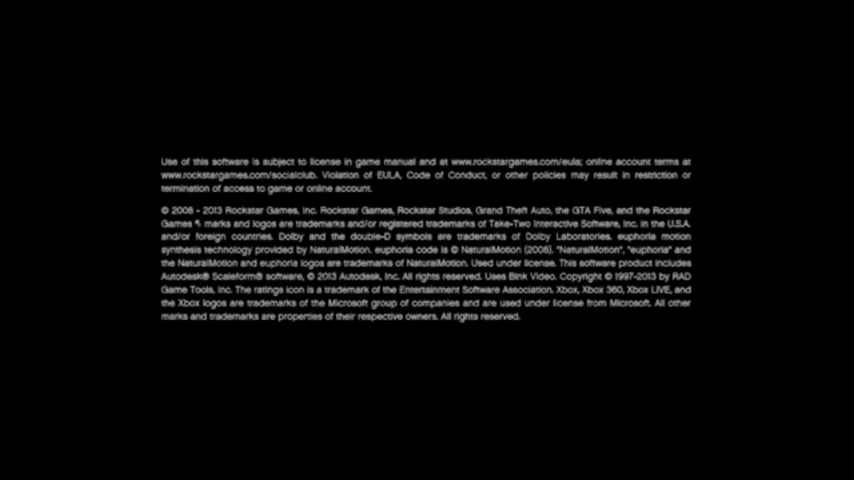 Use of this software is subject to license in game manual and at www.rockstargames.com/eula; online account terms at
www.rockstargames.com/socialclub. Violation of EULA, Code of Conduct, or other policies may result in restriction or
termination of access to game or online account.
© 2008 - 2013 Rockstar Games, Inc. Rockstar Games, Rockstar Studios, Grand Theft Auto, the GTA Five, and the Rockstar
Games R* marks and logos are trademarks and/or registered trademarks of Take-Two Interactive Software, Inc. in the U.S.A.
and/or foreign countries. Dolby and the double-D symbols are trademarks of Dolby Laboratories. euphoria motion
synthesis technology provided by NaturalMotion. euphoria code is © NaturalMotion (2008). "NaturalMotion", "euphoria" and
the NaturalMotion and euphoria logos are trademarks of NaturalMotion. Used under license. This software product includes
Autodesk® Scaleform® software, © 2013 Autodesk, Inc. All rights reserved. Uses Bink Video. Copyright © 1997-2013 by RAD
Game Tools, Inc. The ratings icon is a trademark of the Entertainment Software Association. Xbox, Xbox 360, Xbox LIVE, and
the Xbox logos are trademarks of the Microsoft group of companies and are used under license from Microsoft. All other
marks and trademarks are properties of their respective owners. All rights reserved.